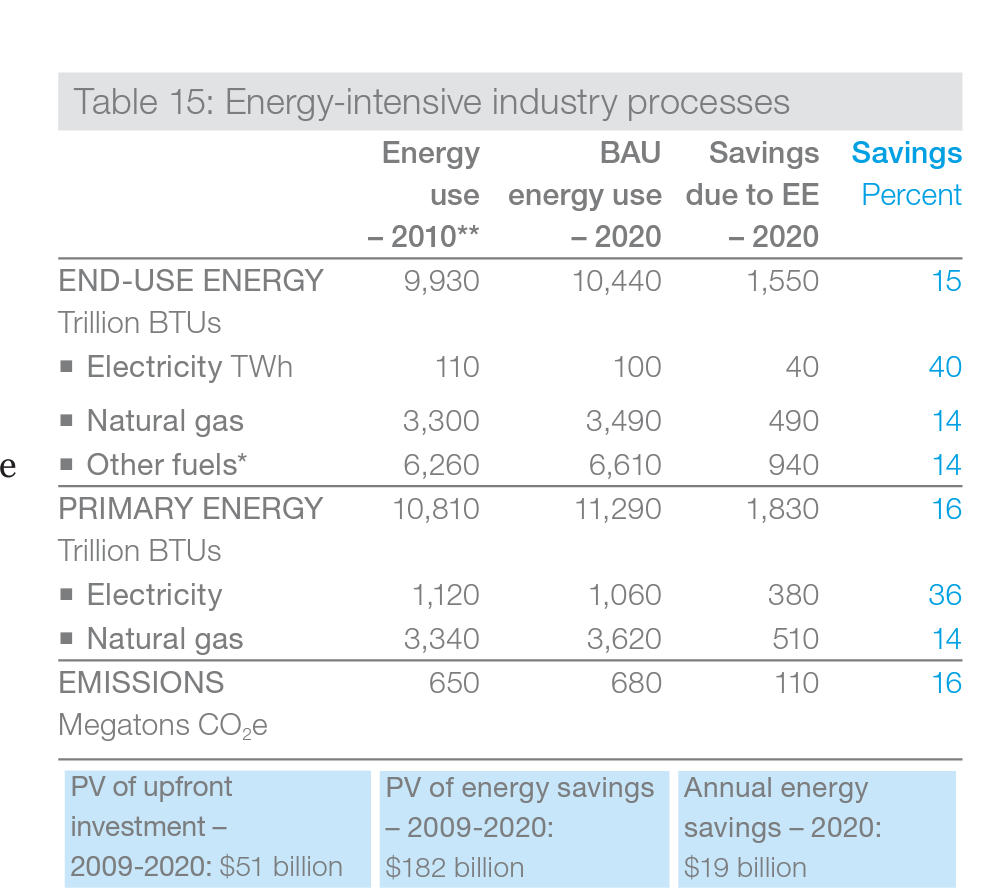 Table 15: Energy-intensive industry processes
Energy use – 2010** BAU energy use – 2020 Savings due to EE – 2020 Savings Percent
END-USE ENERGY 9,930 10,440 1,550 15
Trillion BTUs
■ Electricity TWh 110 100 40 40
■ Natural gas 3,300 3,490 490 14
e
■ Other fuels* 6,260 6,610 940 14
PRIMARY ENERGY 10,810 11,290 1,830 16
Trillion BTUs
■ Electricity 1,120 1,060 380 36
■ Natural gas 3,340 3,620 510 14
EMISSIONS 650 680 110 16
Megatons CO₂e
PV of upfront
investment –
2009-2020: $51 billion
PV of energy savings
– 2009-2020:
$182 billion
Annual energy
savings – 2020:
$19 billion